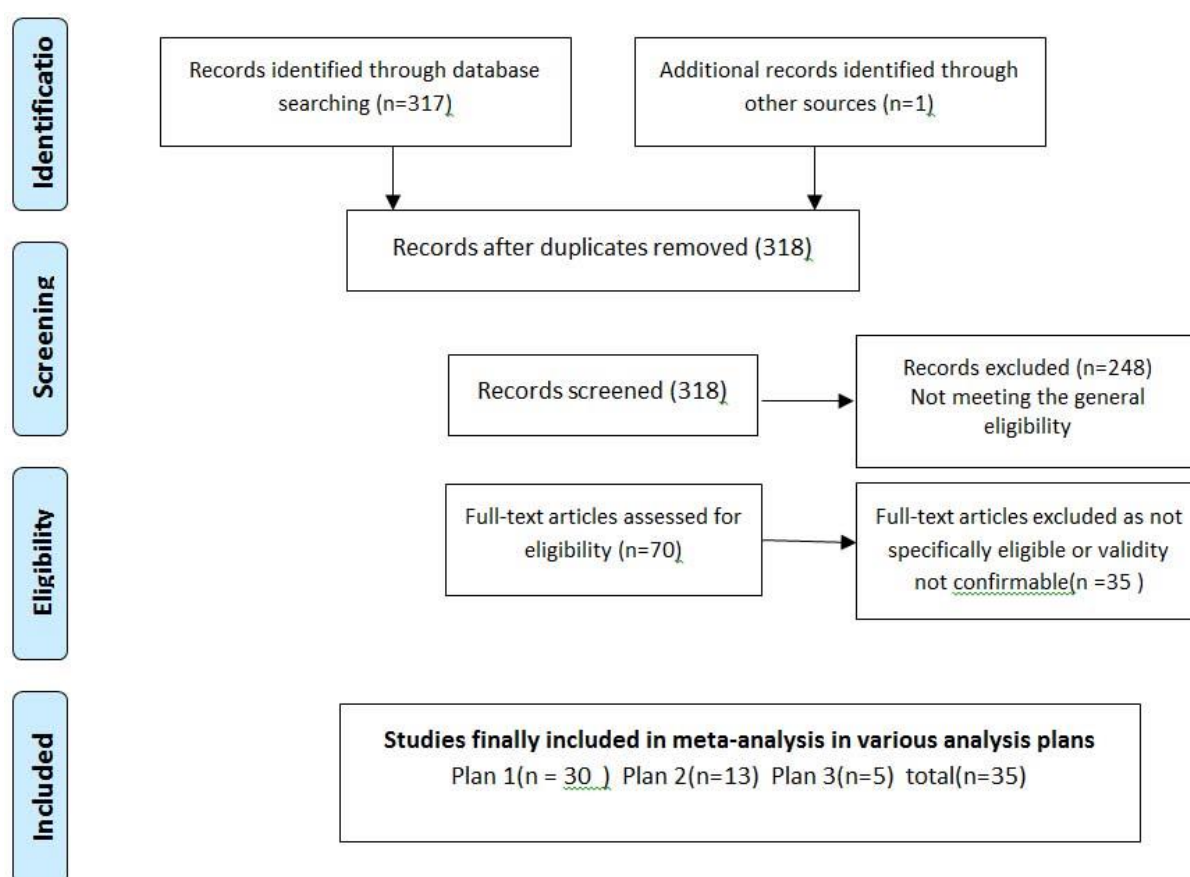 Identificatio
Records identified through database
searching (n=317)
Additional records identified through
other sources (n=1)
Records after duplicates removed (318)
Screening
Records screened (318)
Records excluded (n=248)
Not meeting the general
eligibility
Eligibility
Full-text articles assessed for
eligibility (n=70)
Full-text articles excluded as not
specifically eligible or validity
not confirmable(n =35 )
Included
Studies finally included in meta-analysis in various analysis plans
Plan 1(n = 30 ) Plan 2(n=13) Plan 3(n=5) total(n=35)